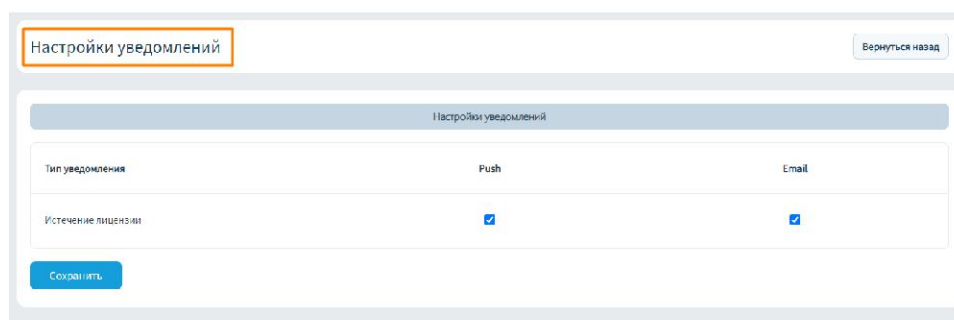 Настройки уведомлений
Вернуться назад
Настройки уведомлений
Тип уведомления Push Email
Истечение лицензии
Сохранить